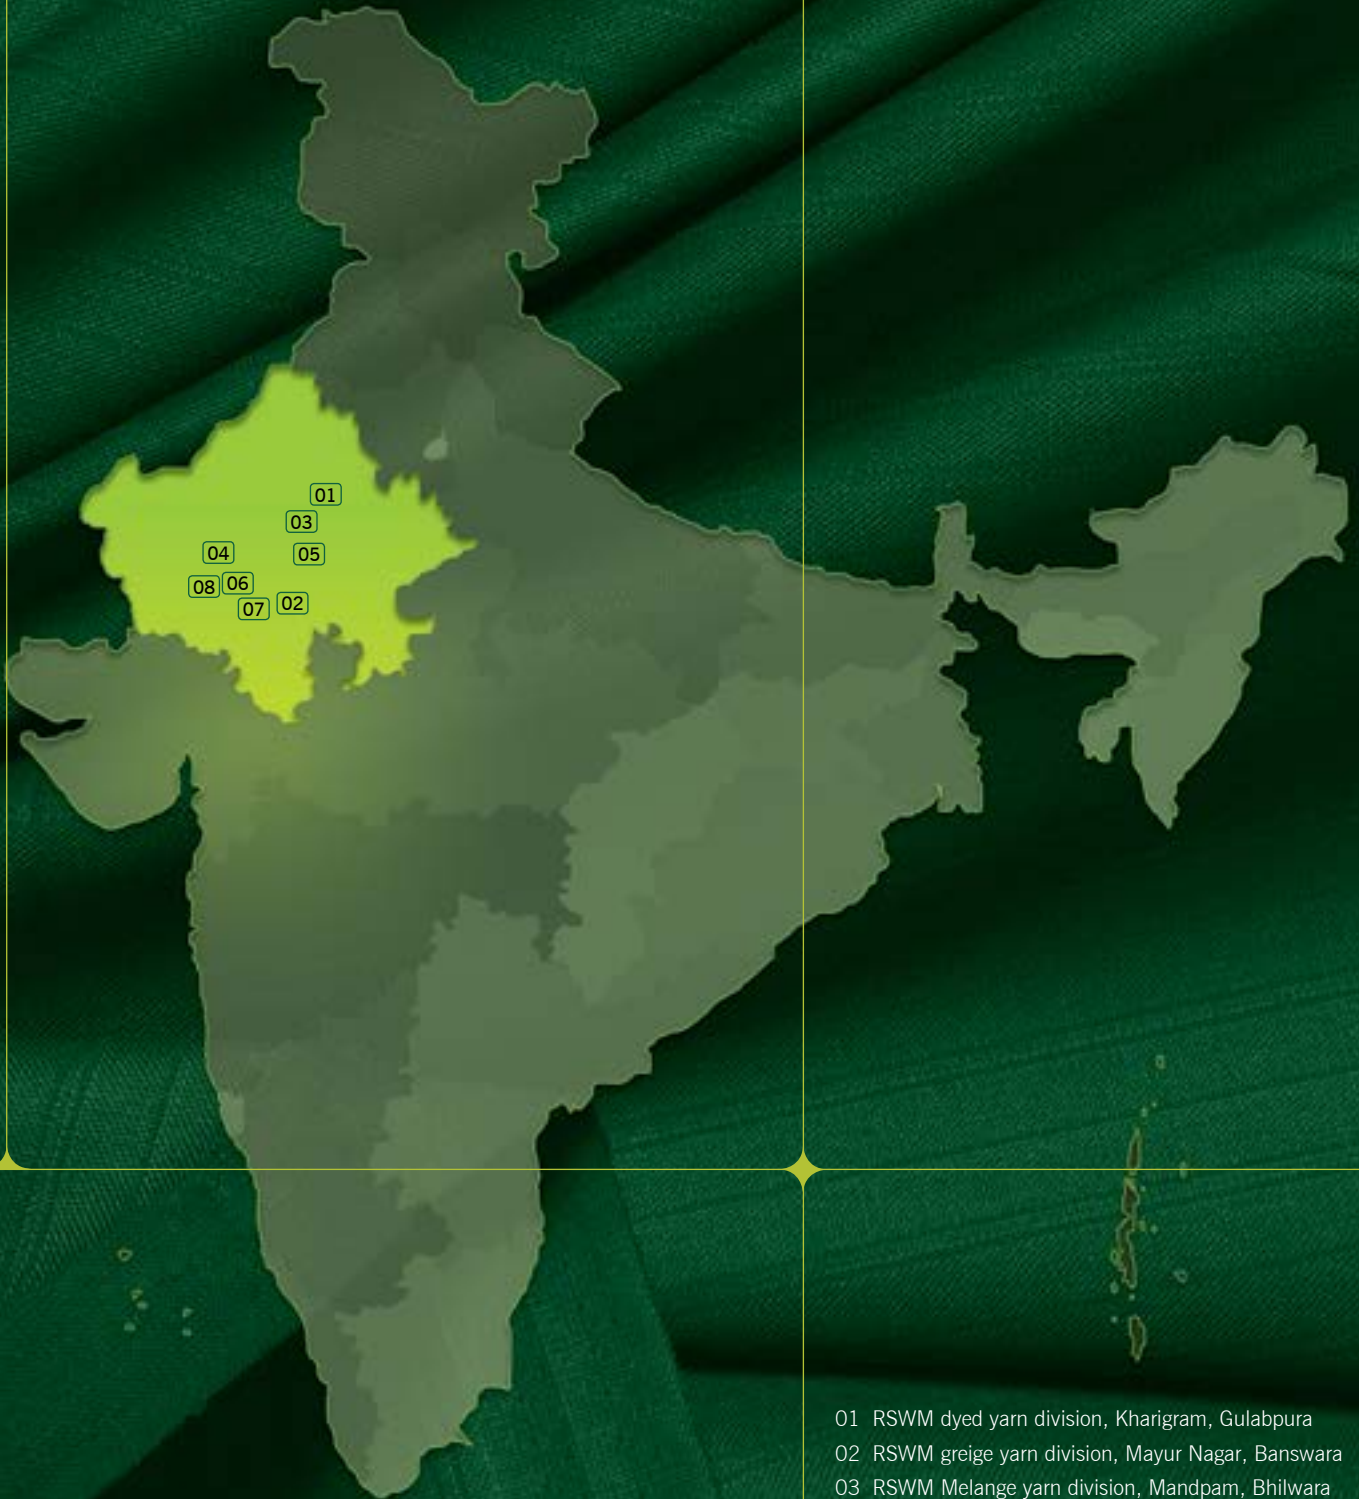 01
03
04
05
08
06
07
02
01 RSWM dyed yarn division, Kharigram, Gulabpura
02 RSWM greige yarn division, Mayur Nagar, Banswara
03 RSWM Melange yarn division, Mandpam, Bhilwara